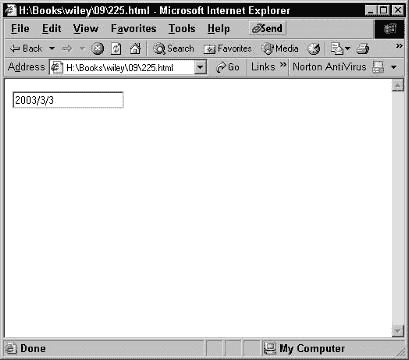 H:\Books\wiley\09\225.html - Microsoft Internet Explorer
File Edit View Favorites Tools Help Send
Back Search Favorites Media
Address H:\Books\wiley\09\225.html Go Links » Norton AntiVirus
2003/3/3
Done My Computer